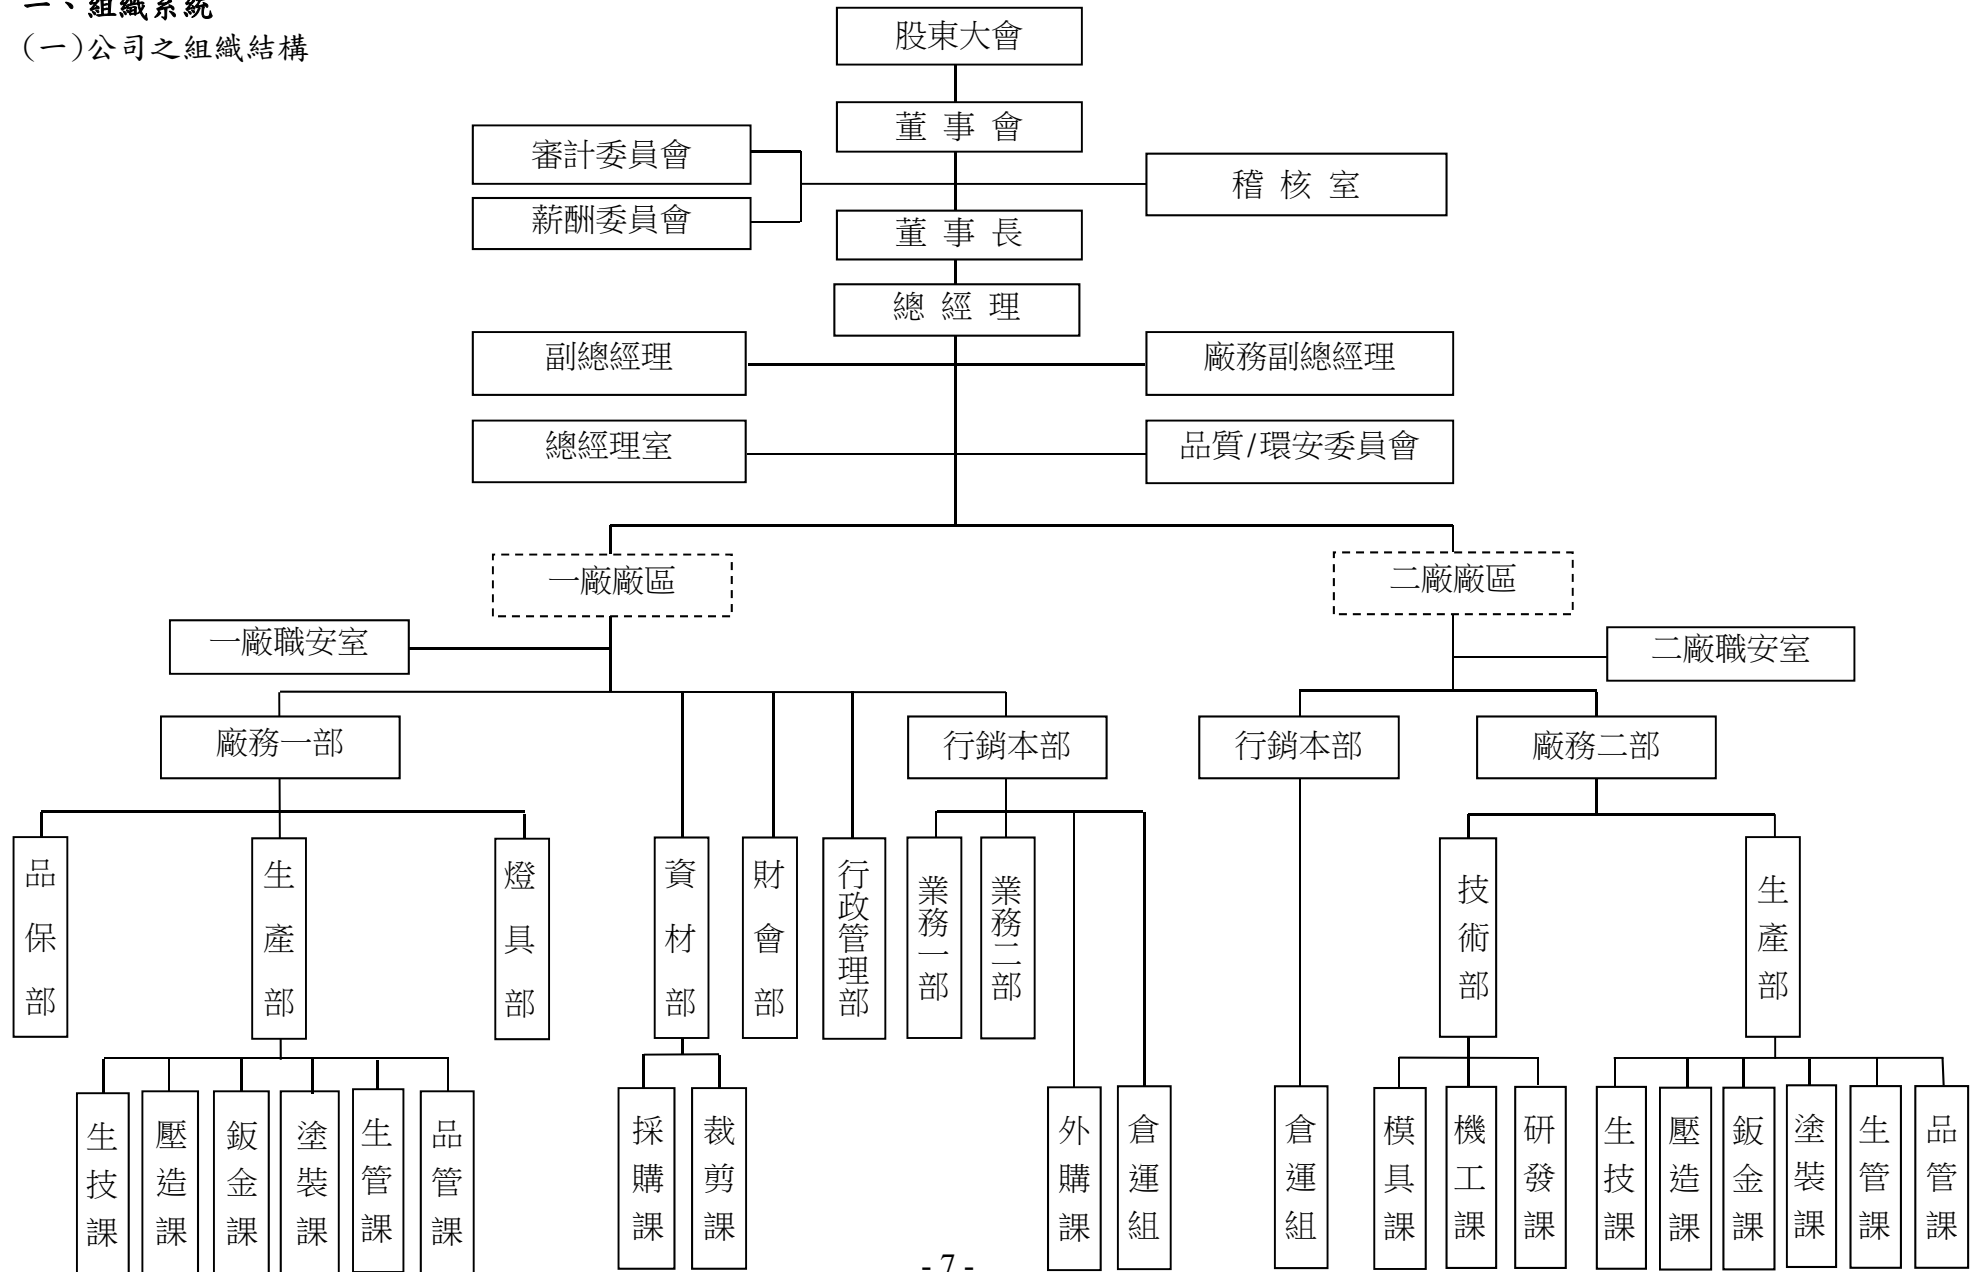 一、組織系統
(一)公司之組織結構
股東大會
董 事 會
審計委員會
稽 核 室
薪酬委員會
董 事 長
總 經 理
副總經理
廠務副總經理
總經理室
品質/環安委員會
一廠廠區
二廠廠區
一廠職安室
二廠職安室
廠務一部
行銷本部
行銷本部
廠務二部
品保部
生產部
燈具部
資材部
財會部
行政管理部
業務一部
業務二部
技術部
生產部
生技課
壓造課
鈑金課
塗裝課
生管課
品管課
採購課
裁剪課
外購課
倉運組
倉運組
模具課
機工課
研發課
生技課
壓造課
鈑金課
塗裝課
生管課
品管課
- 7 -